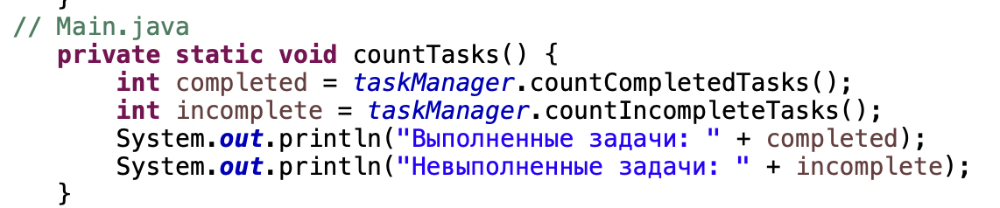 }
// Main.java
private static void countTasks() {
int completed = taskManager.countCompletedTasks();
int incomplete = taskManager.countIncompleteTasks();
System.out.println("Выполненные задачи: " + completed);
System.out.println("Невыполненные задачи: " + incomplete);
}